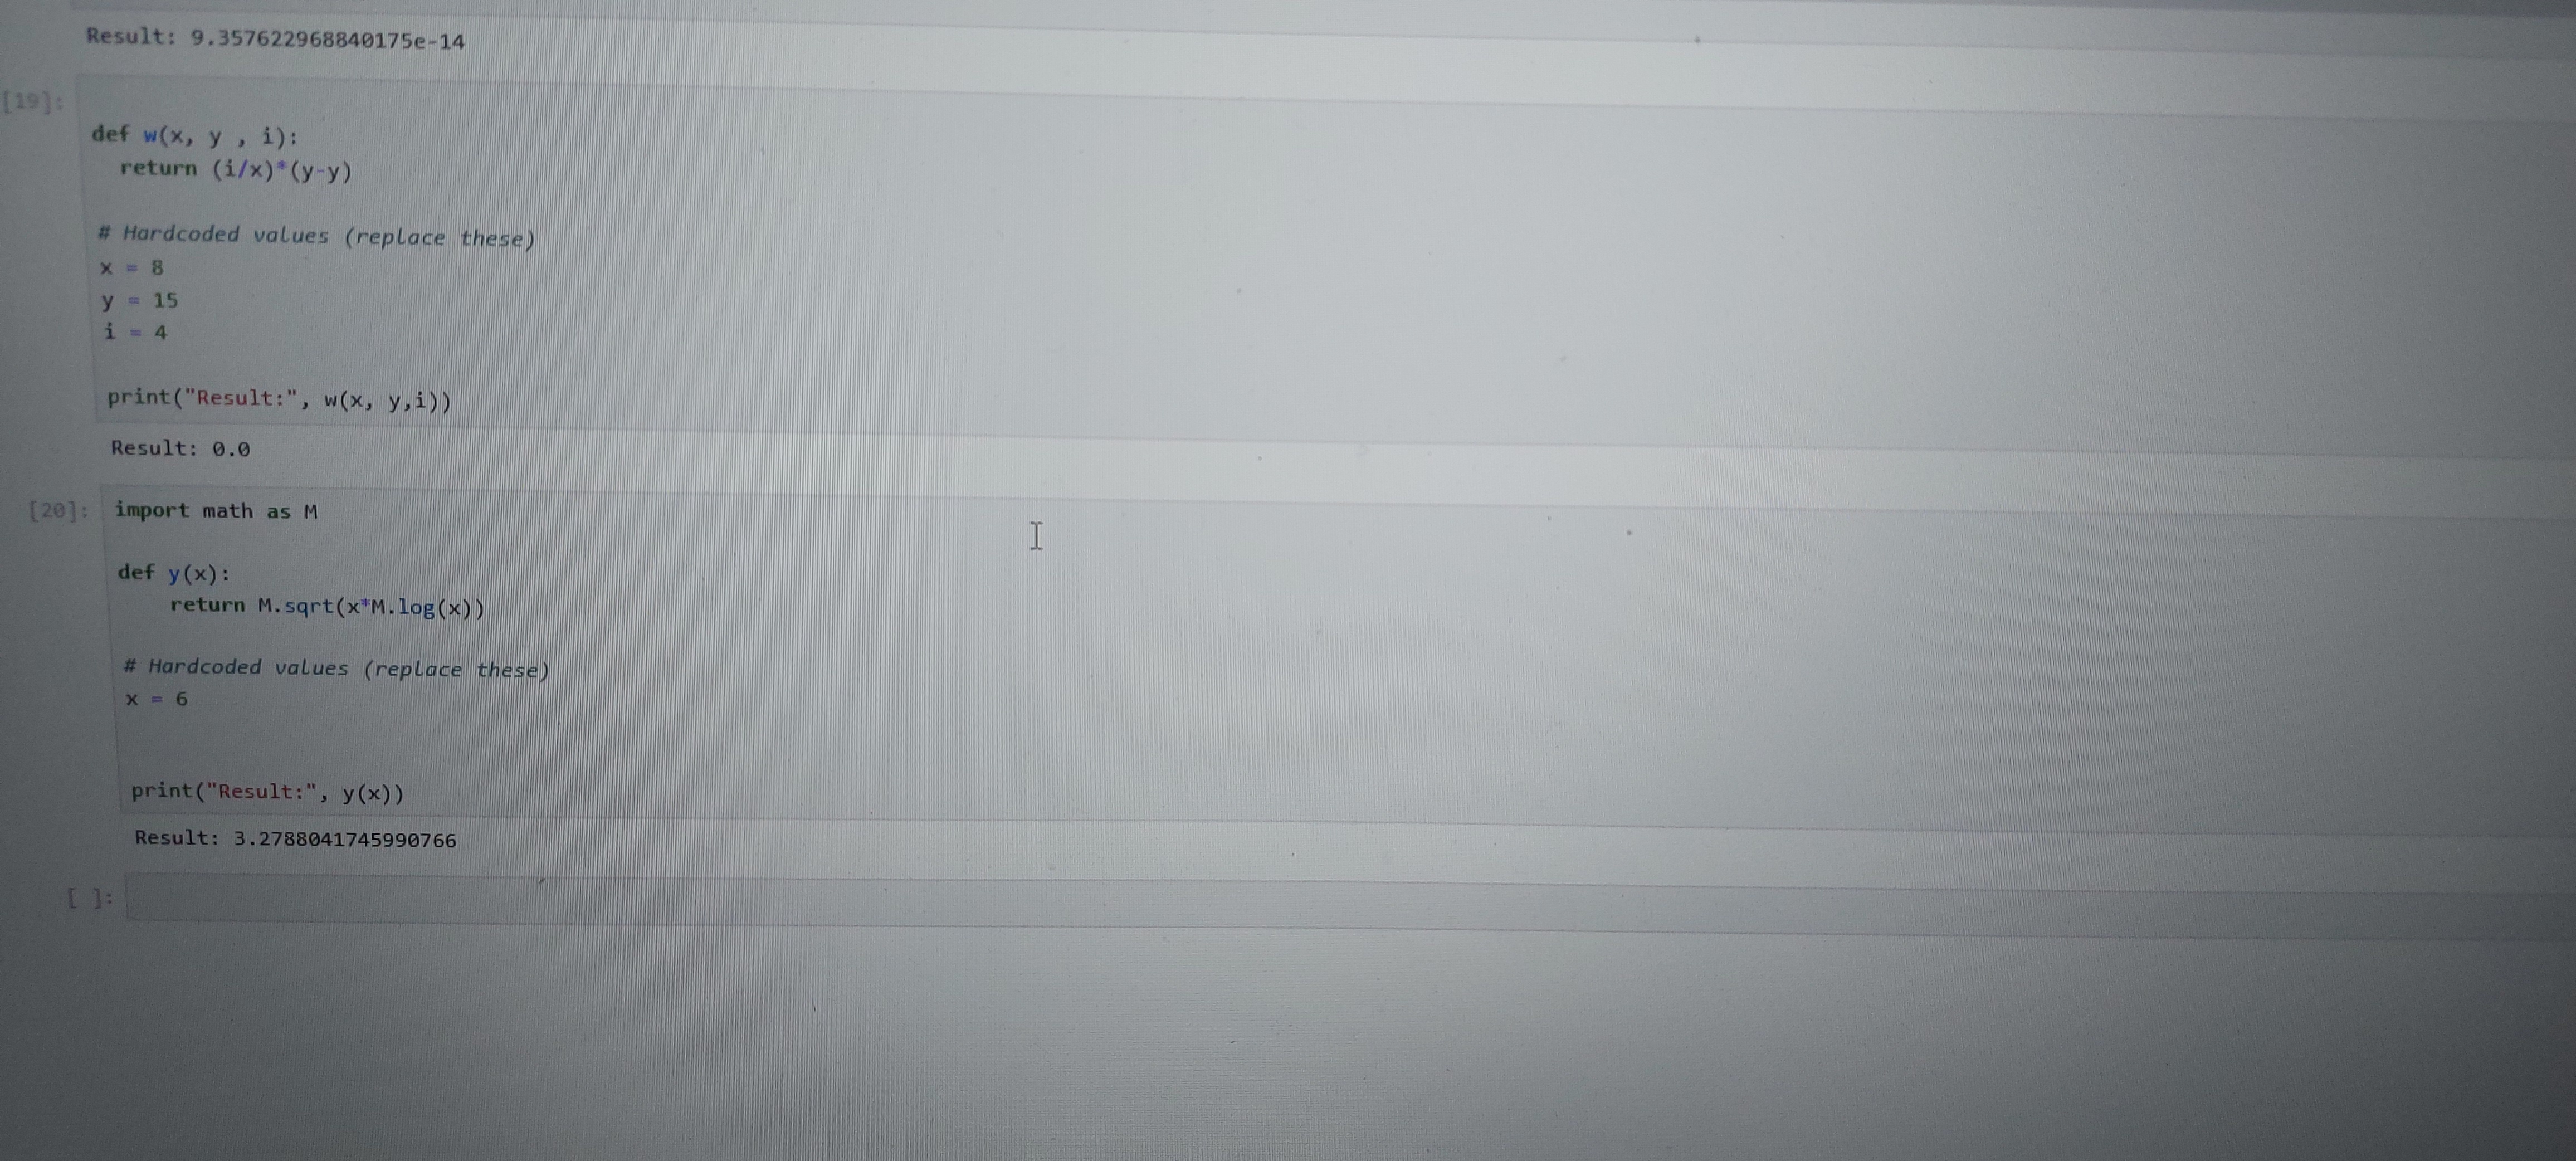 Result: 9.357622968840175e-14
[19]:
def w(x, y , i):
  return (i/x)*(y-y)
# Hardcoded values (replace these)
x = 8
y = 15
i = 4
print("Result:", w(x, y,i))
Result: 0.0
[20]: import math as M
def y(x):
    return M.sqrt(x*M.log(x))
# Hardcoded values (replace these)
x = 6
print("Result:", y(x))
Result: 3.2788041745990766
[ ]: